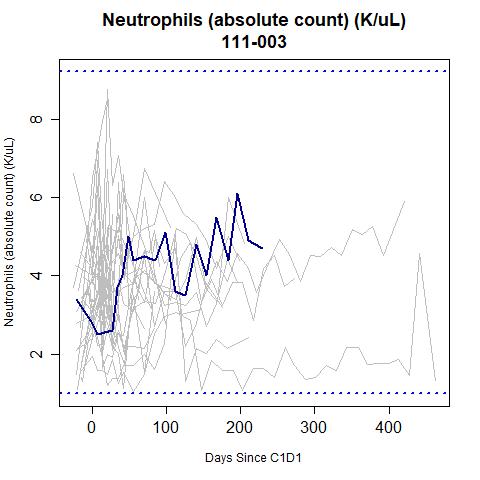 Neutrophils (absolute count) (K/uL)
111-003
Neutrophils (absolute count) (K/uL)
8
6
4
2
0 100 200 300 400
Days Since C1D1